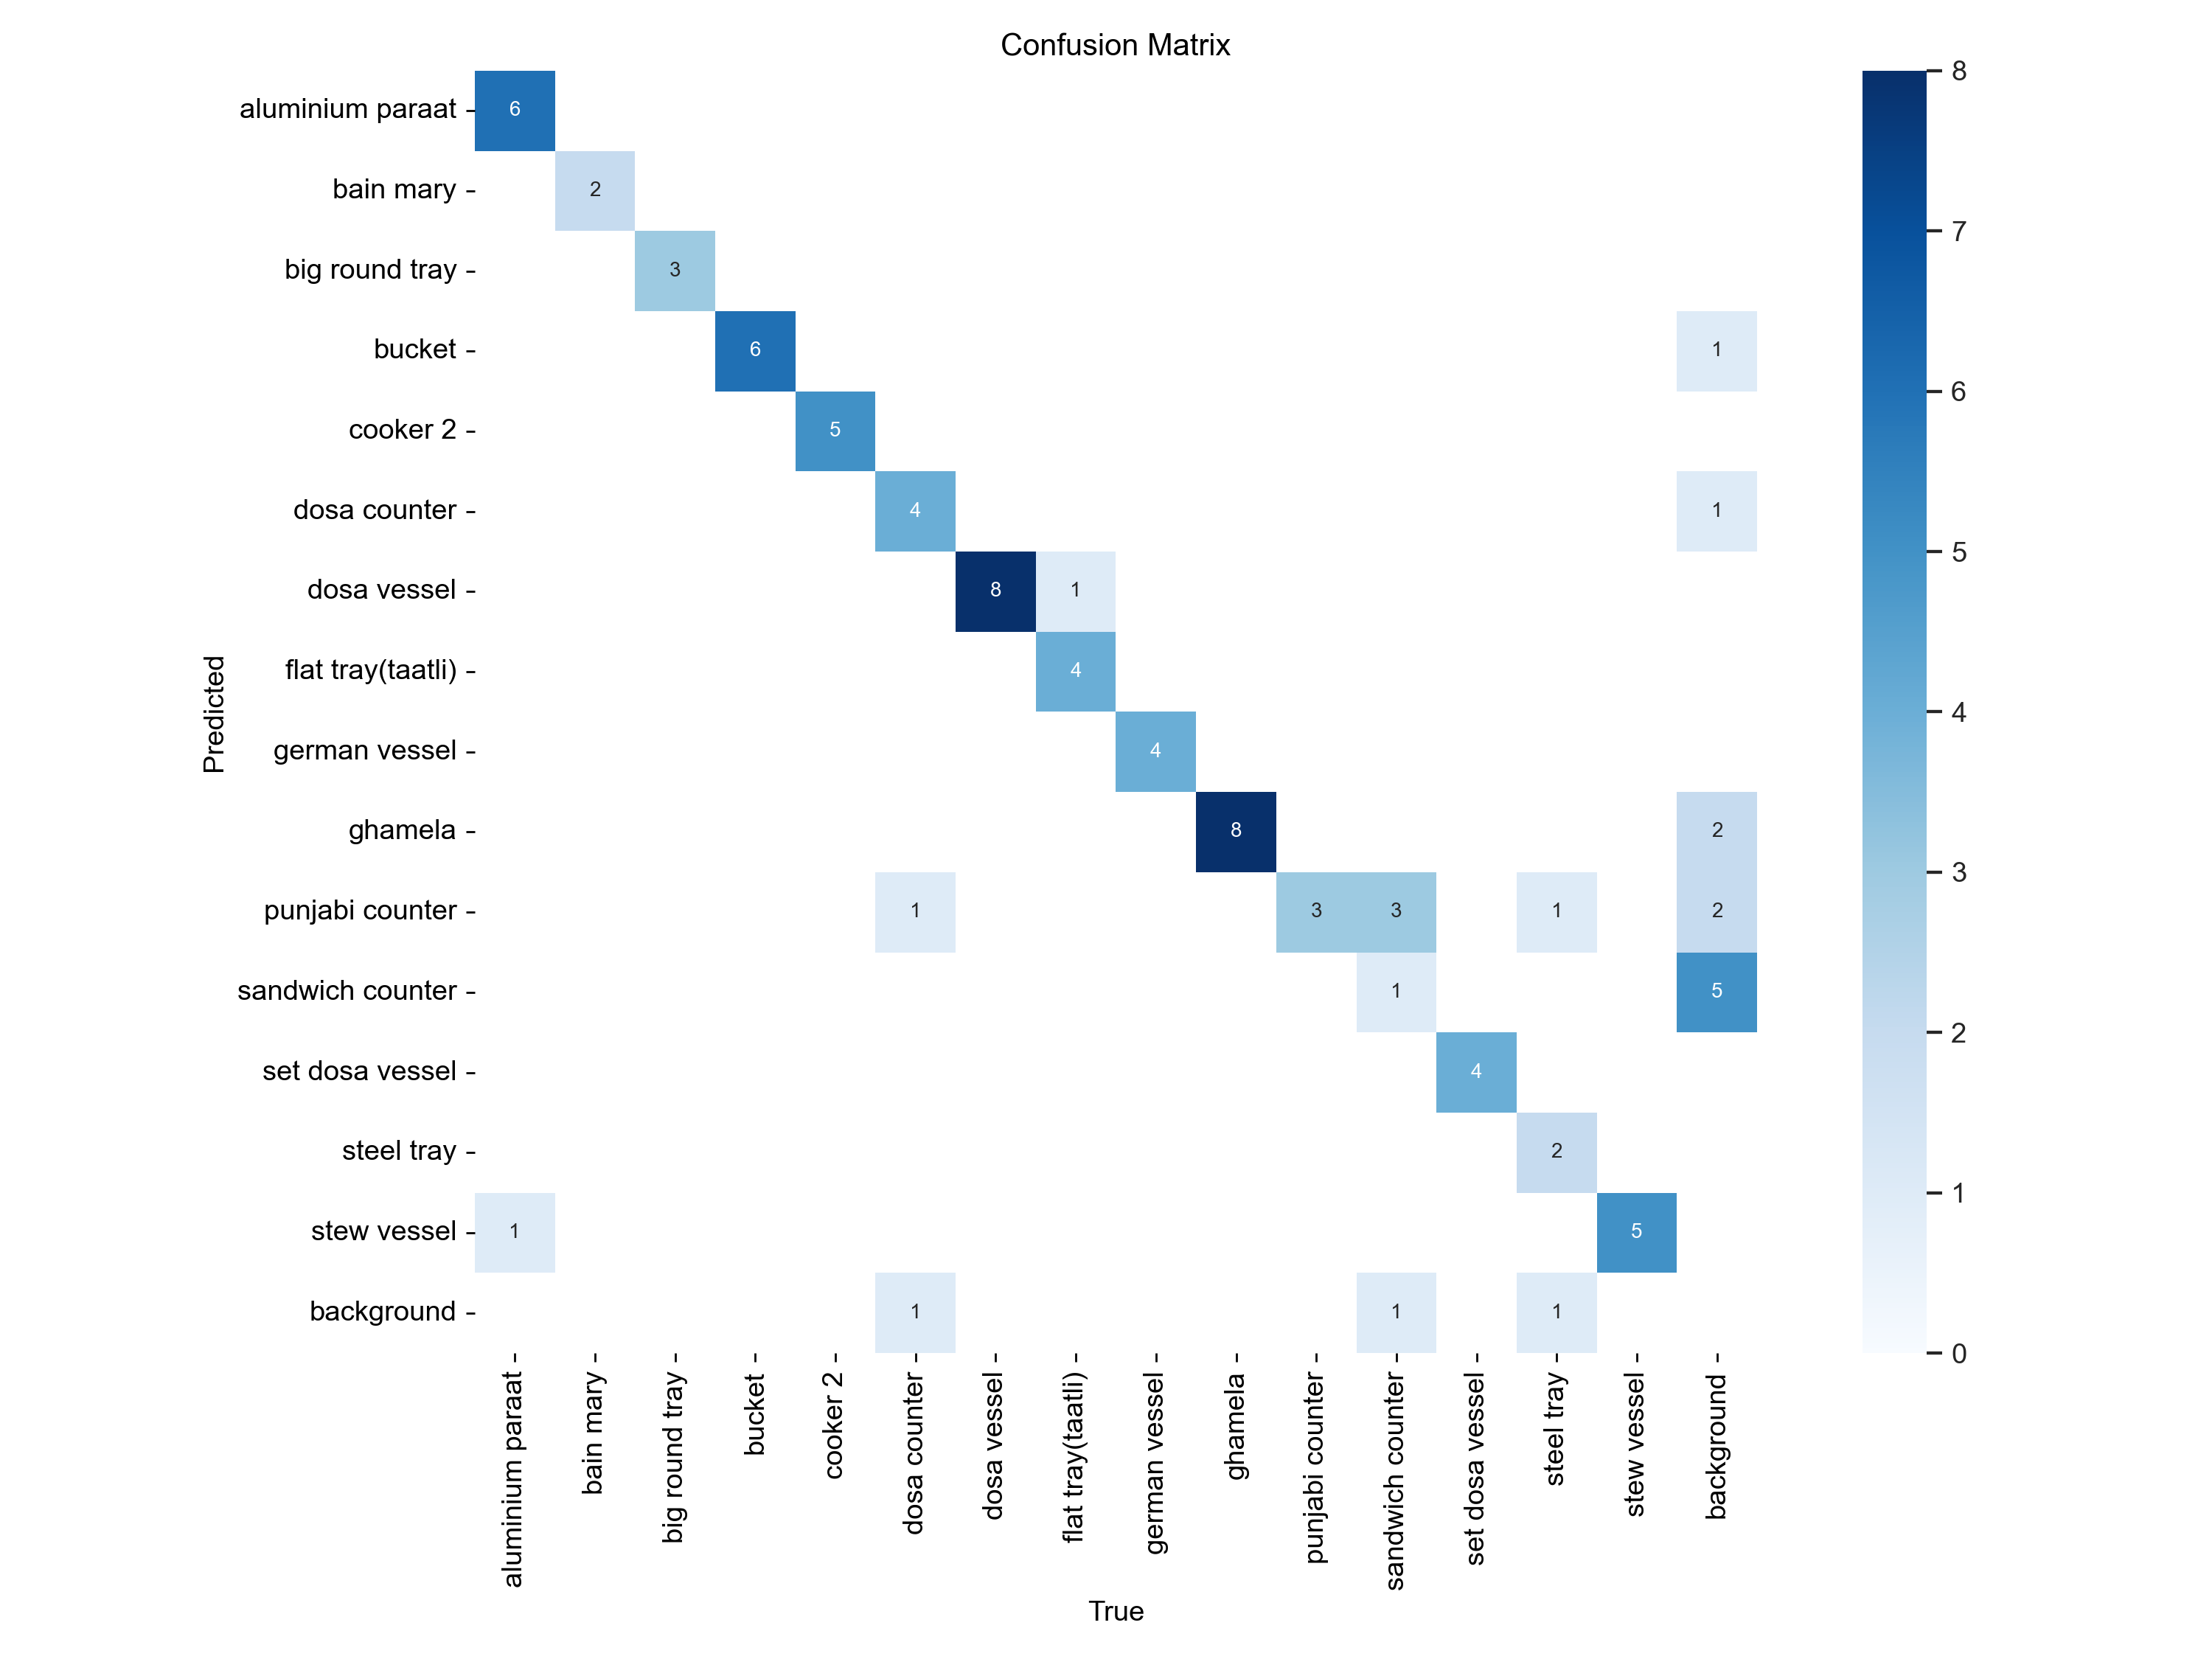 Confusion Matrix
aluminium paraat
6
8
bain mary
2
7
big round tray
3
bucket
6
1
6
cooker 2
5
dosa counter
4
1
5
dosa vessel
8
1
flat tray(taatli)
4
4
german vessel
4
ghamela
8
2
3
punjabi counter
1
3
3
1
2
sandwich counter
1
5
2
set dosa vessel
4
steel tray
2
1
stew vessel
1
5
background
1
1
1
0
Predicted
aluminium paraat
bain mary
big round tray
bucket
cooker 2
dosa counter
dosa vessel
flat tray(taatli)
german vessel
ghamela
punjabi counter
sandwich counter
set dosa vessel
steel tray
stew vessel
background
True